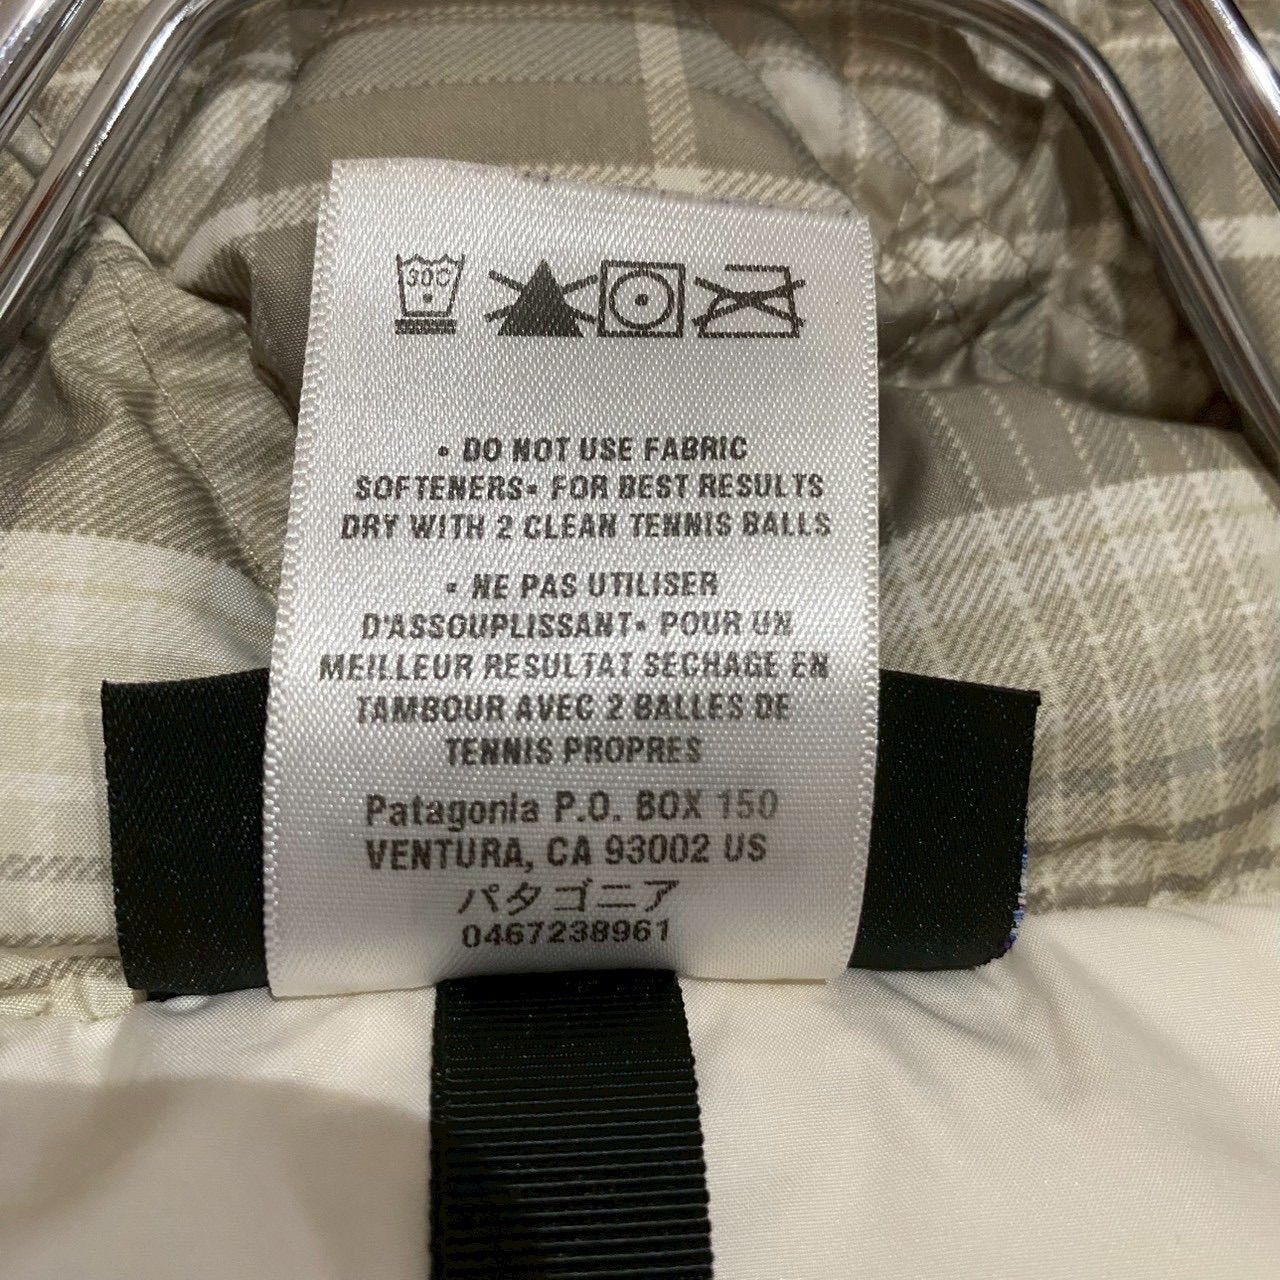 30C
• DO NOT USE FABRIC
SOFTENERS• FOR BEST RESULTS
DRY WITH 2 CLEAN TENNIS BALLS
• NE PAS UTILISER
D'ASSOUPLISSANT• POUR UN
MEILLEUR RESULTAT SECHAGE EN
TAMBOUR AVEC 2 BALLES DE
TENNIS PROPRES
Patagonia P.O. BOX 150
VENTURA, CA 93002 US
パタゴニア
0467238961